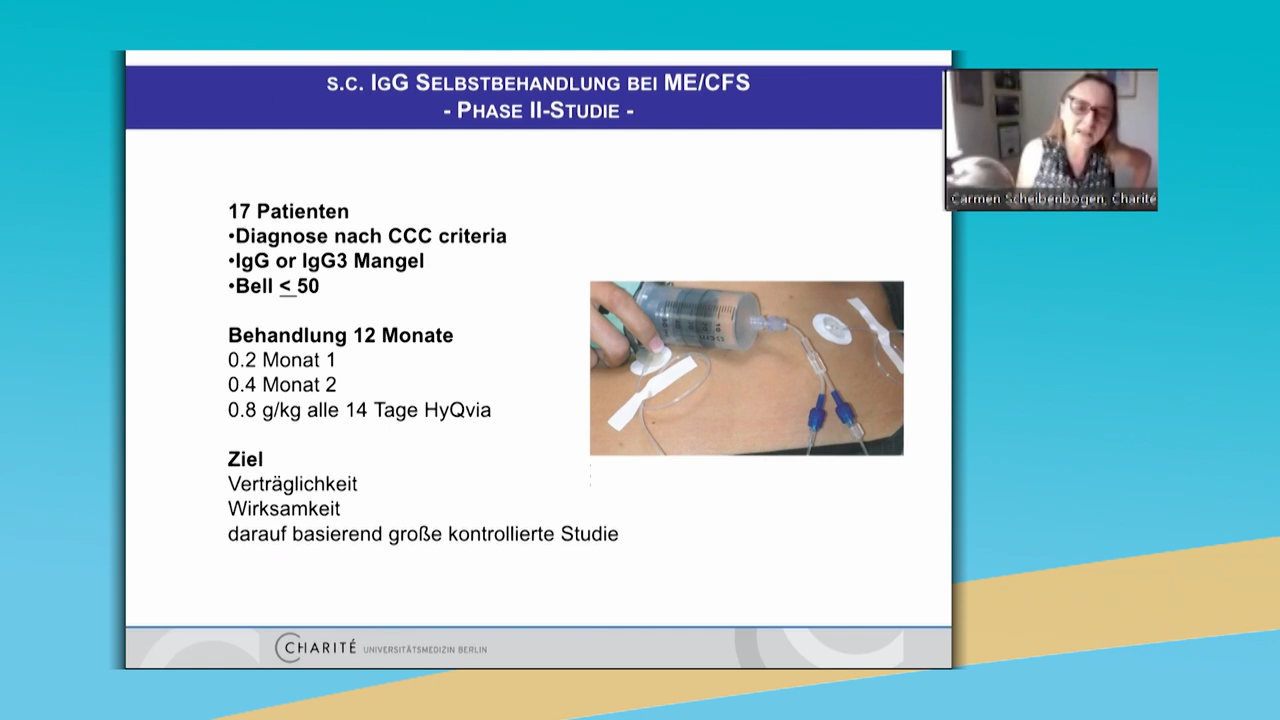 s.c. IgG Selbstbehandlung bei ME/CFS
- Phase II-Studie -
17 Patienten
•Diagnose nach CCC criteria
•IgG or IgG3 Mangel
•Bell < 50
Behandlung 12 Monate
0.2 Monat 1
0.4 Monat 2
0.8 g/kg alle 14 Tage HyQvia
Ziel
Verträglichkeit
Wirksamkeit
darauf basierend große kontrollierte Studie
CHARITÉ UNIVERSITÄTSMEDIZIN BERLIN
Carmen Scheibenbogen, Charité